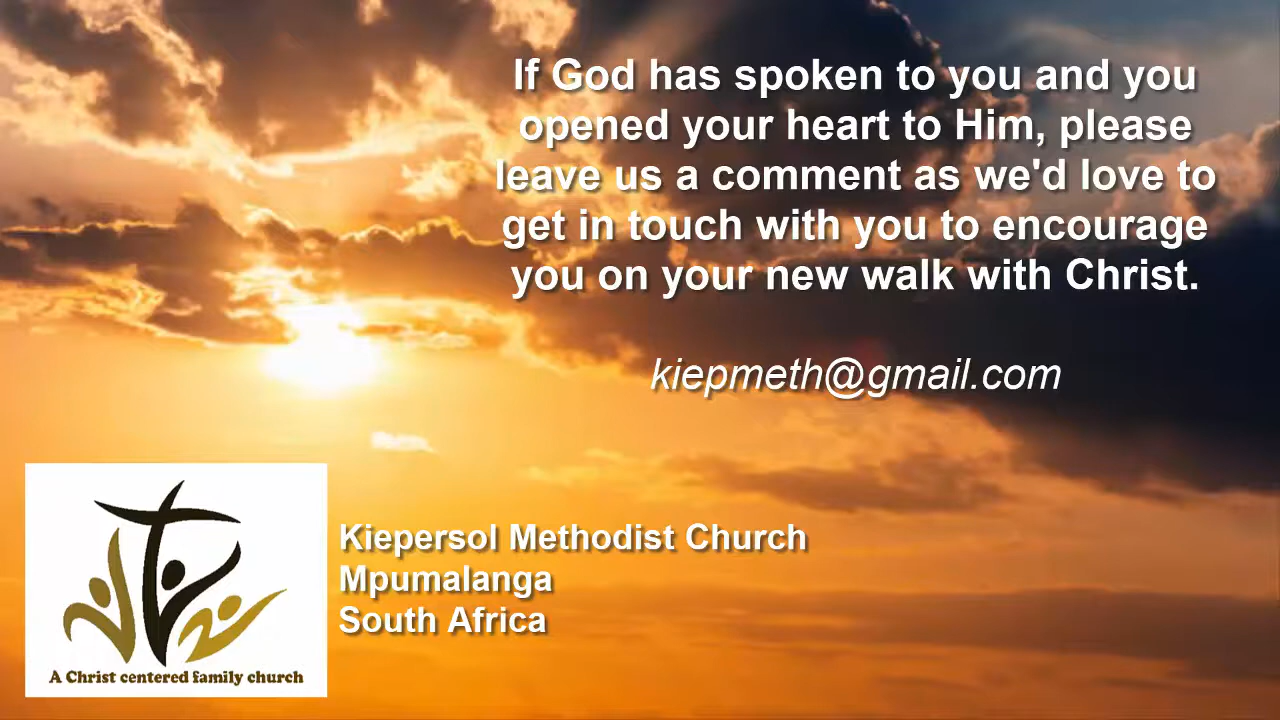 If God has spoken to you and you
opened your heart to Him, please
leave us a comment as we'd love to
get in touch with you to encourage
you on your new walk with Christ.
kiepmeth@gmail.com
Kiepersol Methodist Church
Mpumalanga
South Africa
A Christ centered family church